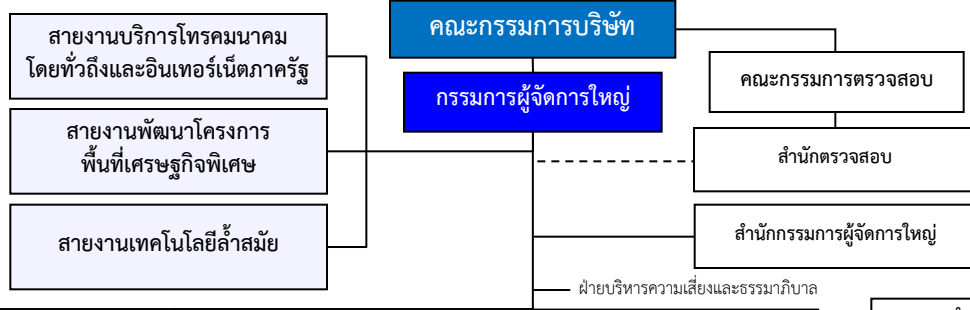 สายงานบริการโทรคมนาคม
โดยทั่วถึงและอินเทอร์เน็ตภาครัฐ
คณะกรรมการบริษัท
คณะกรรมการตรวจสอบ
กรรมการผู้จัดการใหญ่
สายงานพัฒนาโครงการ
พื้นที่เศรษฐกิจพิเศษ
สำนักตรวจสอบ
สายงานเทคโนโลยีล้ำสมัย
สำนักกรรมการผู้จัดการใหญ่
ฝ่ายบริหารความเสี่ยงและธรรมาภิบาล